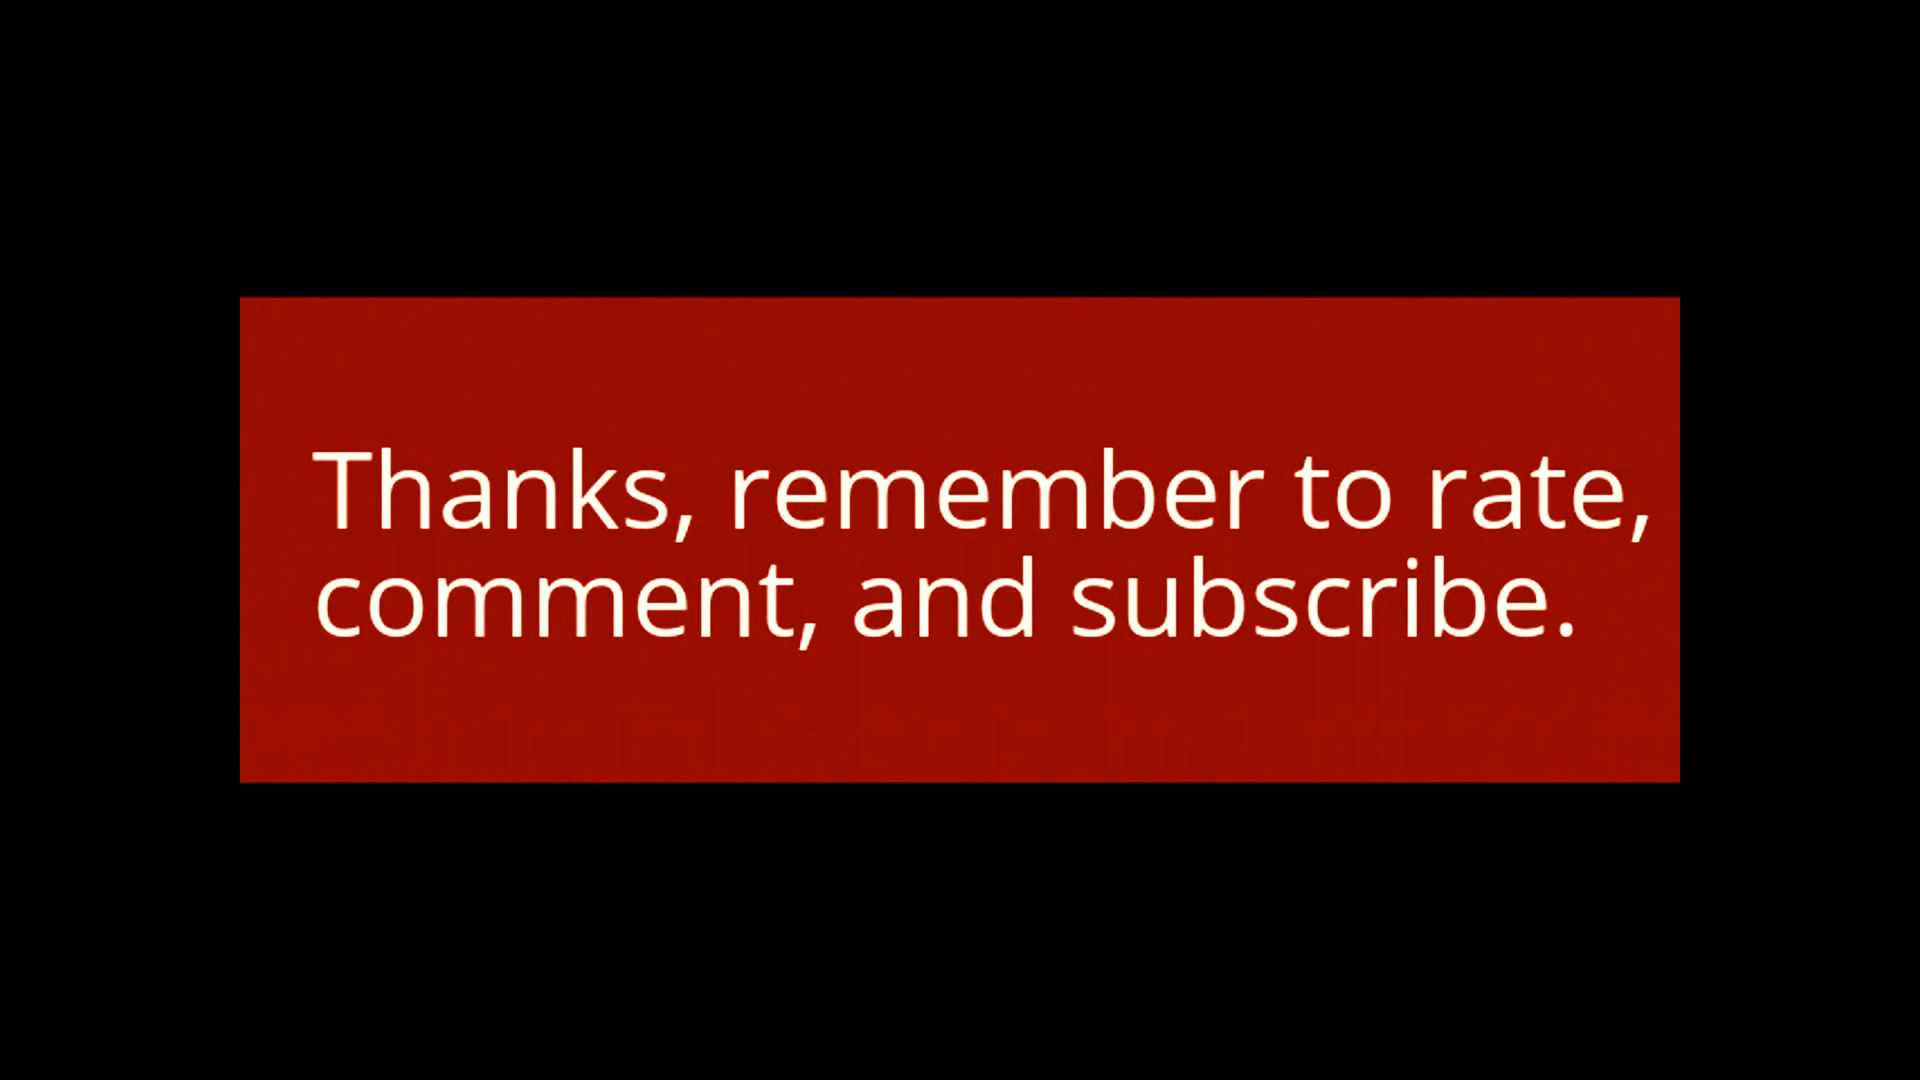 Thanks, remember to rate,
comment, and subscribe.